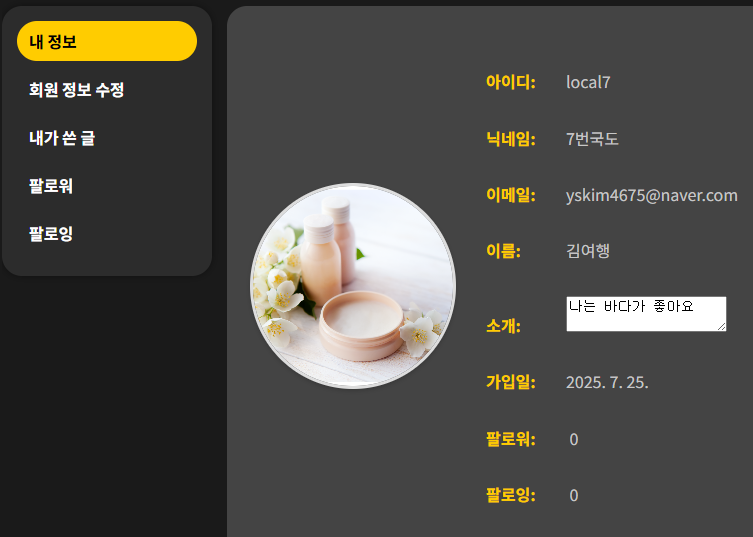 내 정보
회원 정보 수정
내가 쓴 글
팔로워
팔로잉
아이디: local7
닉네임: 7번국도
이메일: yskim4675@naver.com
이름: 김여행
소개: 나는 바다가 좋아요
가입일: 2025. 7. 25.
팔로워: 0
팔로잉: 0